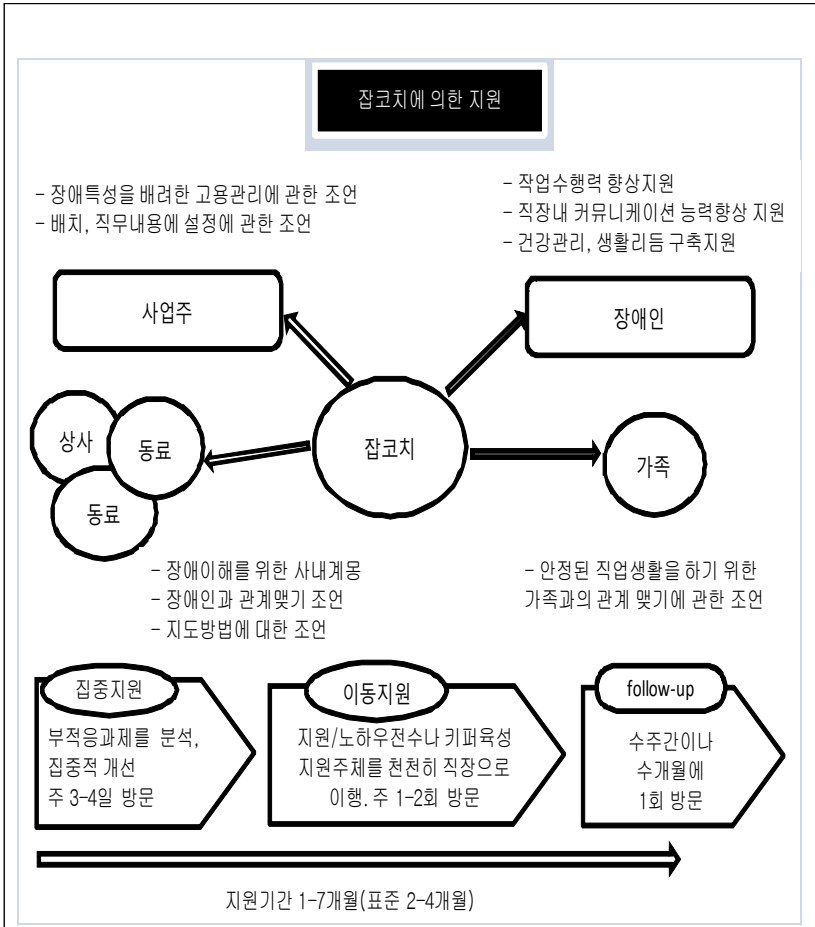 잡코치에 의한 지원
- 장애특성을 배려한 고용관리에 관한 조언
- 배치, 직무내용에 설정에 관한 조언
- 작업수행력 향상지원
- 직장내 커뮤니케이션 능력향상 지원
- 건강관리, 생활리듬 구축지원
사업주
장애인
상사
동료
동료
잡코치
가족
- 장애이해를 위한 사내계몽
- 장애인과 관계맺기 조언
- 지도방법에 대한 조언
- 안정된 직업생활을 하기 위한
가족과의 관계 맺기에 관한 조언
집중지원
부적응과제를 분석,
집중적 개선
주 3-4일 방문
이동지원
지원/노하우전수나 키퍼육성
지원주체를 천천히 직장으로
이행. 주 1-2회 방문
follow-up
수주간이나
수개월에
1회 방문
지원기간 1-7개월(표준 2-4개월)